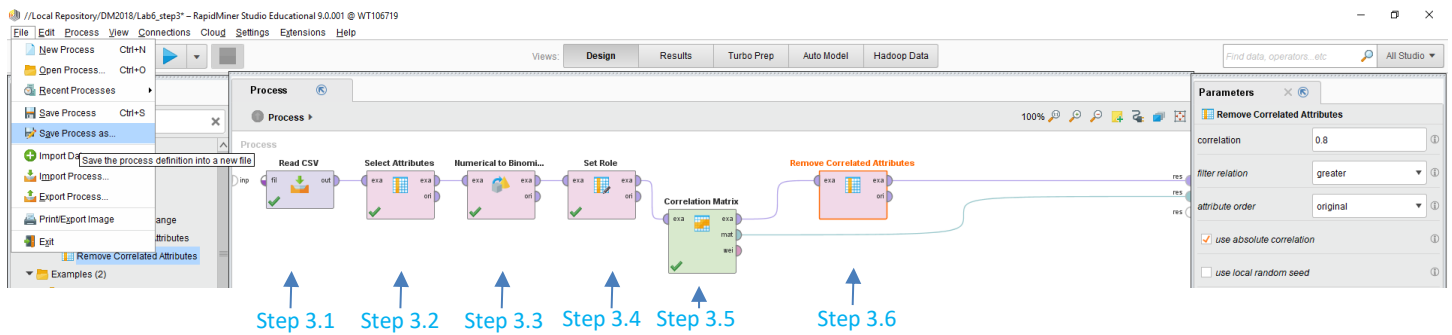 //Local Repository/DM2018/Lab6_step3* – RapidMiner Studio Educational 9.0.001 @ WT106719
File Edit Process View Connections Cloud Settings Extensions Help
New Process Ctrl+N
Open Process... Ctrl+O
Recent Processes
Save Process Ctrl+S
Save Process as...
Import Da
Save the process definition into a new file
Import Process...
Export Process...
Print/Export Image
Exit
ange
ttributes
Remove Correlated Attributes
Examples (2)
Views: Design Results Turbo Prep Auto Model Hadoop Data
Find data, operators...etc All Studio
Process
Process
100%
Process
inp
Read CSV
fil out
Select Attributes
exa exa
ori
Numerical to Binomi...
exa exa
ori
Set Role
exa exa
ori
Correlation Matrix
exa exa
mat
wei
Remove Correlated Attributes
exa exa
ori
res
res
res
Parameters
Remove Correlated Attributes
correlation 0.8
filter relation greater
attribute order original
use absolute correlation
use local random seed
Step 3.1 Step 3.2 Step 3.3 Step 3.4 Step 3.5 Step 3.6